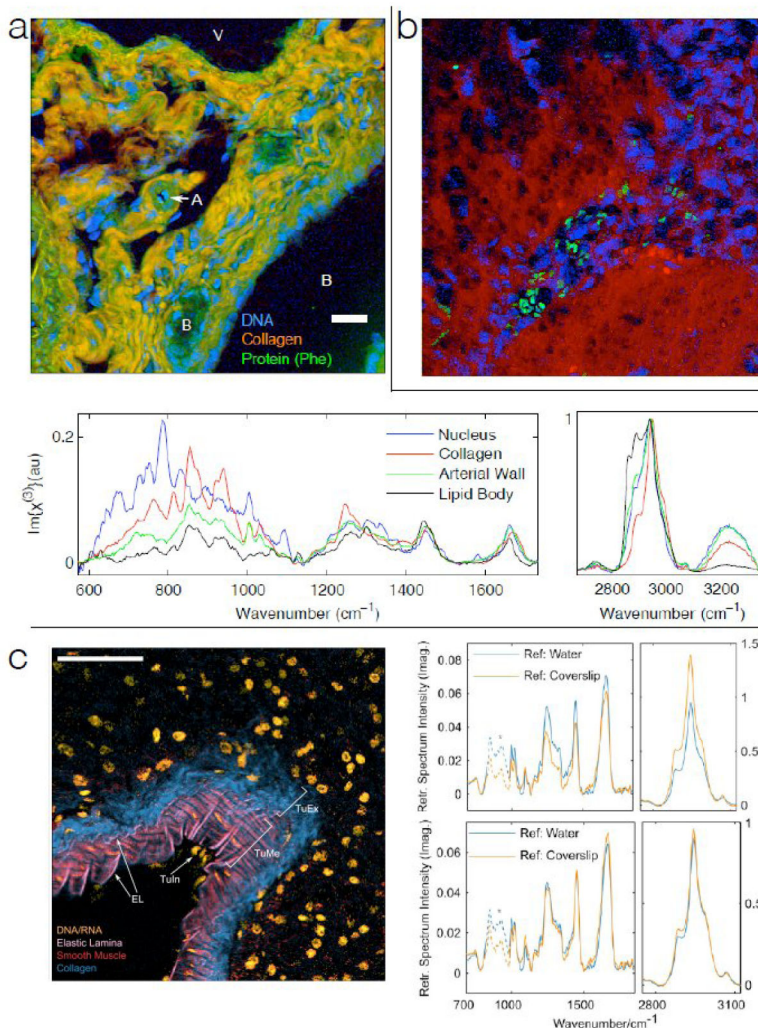 a
V
A
B
B
DNA
Collagen
Protein (Phe)
b
0.2
0
Im{χ(3)}(au)
Nucleus
Collagen
Arterial Wall
Lipid Body
600 800 1000 1200 1400 1600
Wavenumber (cm-1)
1
2800 3000 3200
Wavenumber (cm-1)
c
TuEx
TuMe
TuIn
EL
DNA/RNA
Elastic Lamina
Smooth Muscle
Collagen
Retr. Spectrum Intensity (Imag.)
0.08
0.06
0.04
0.02
0
Ref: Water
Ref: Coverslip
1.5
1
0.5
0
Retr. Spectrum Intensity (Imag.)
0.08
0.06
0.04
0.02
0
Ref: Water
Ref: Coverslip
1
0
700 1000 1500
2800 3100
Wavenumber/cm-1